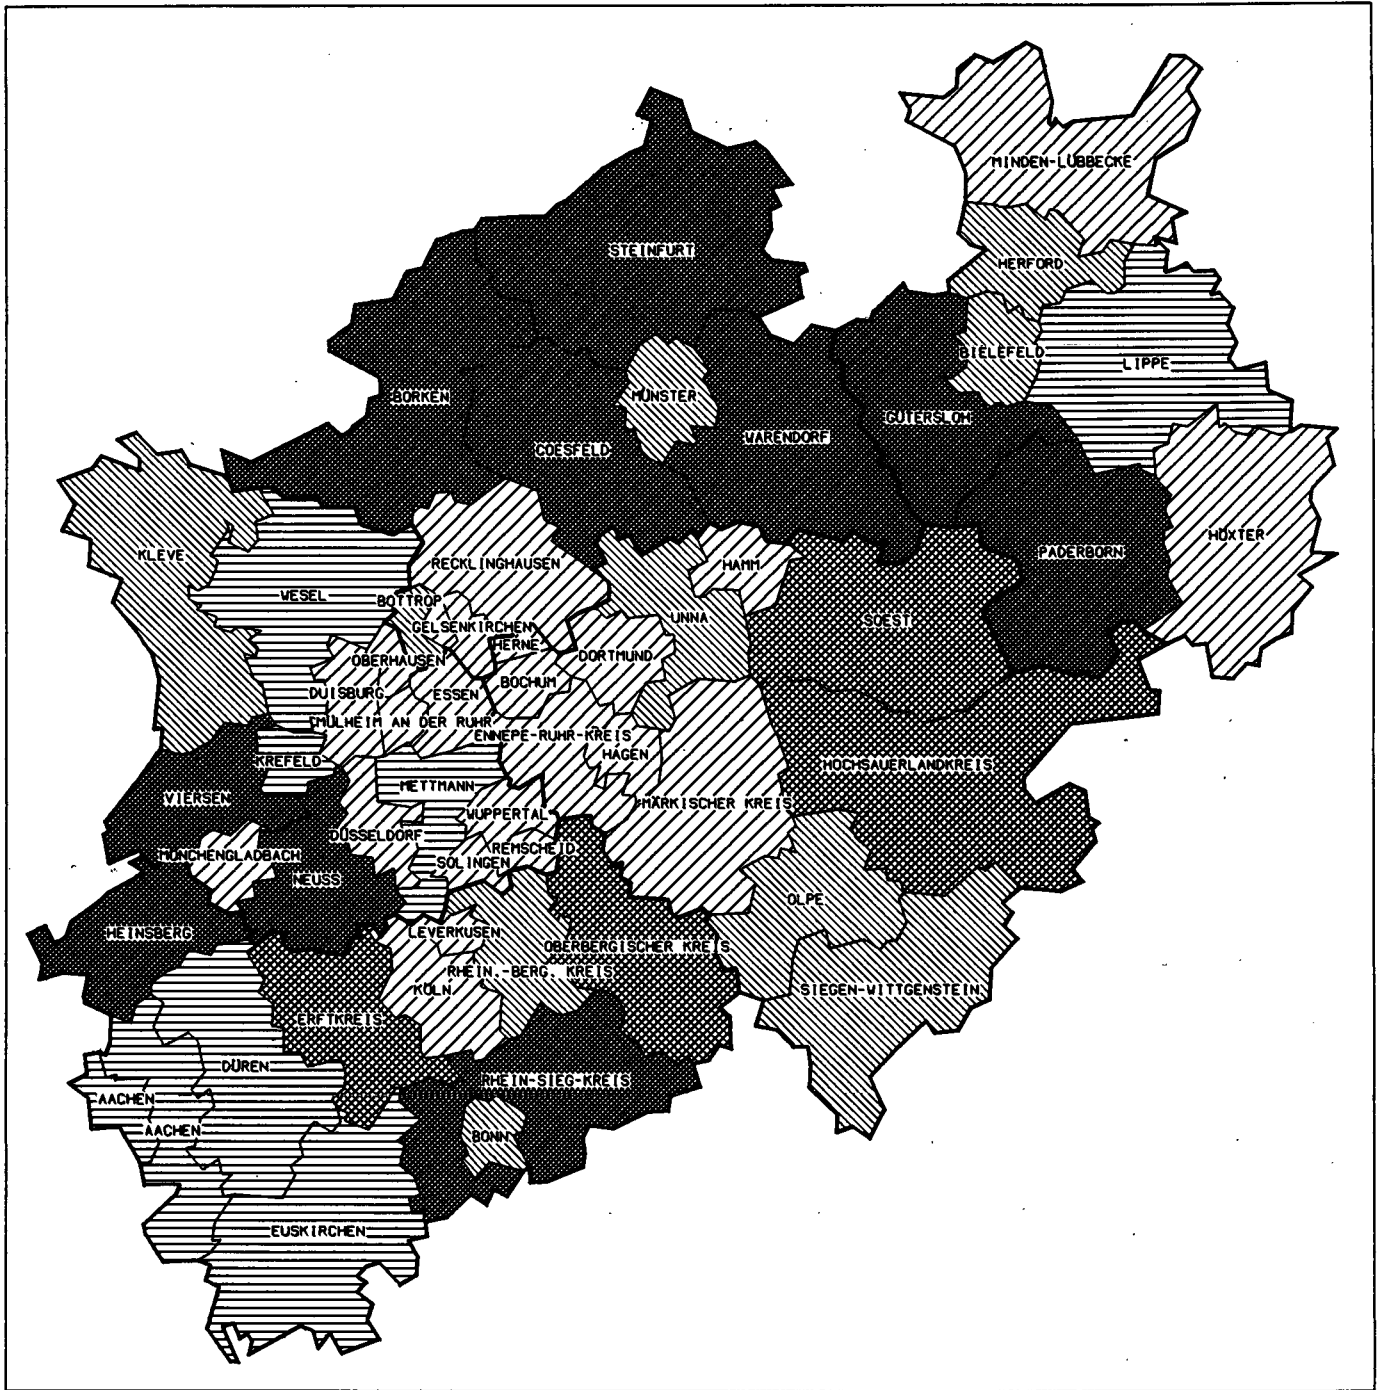 MINDEN-LÜBBECKE
STEINFURT
HERFORD
BIELEFELD
LIPPE
BORKEN
MÜNSTER
GÜTERSLOH
WARENDORF
COESFELD
HÖXTER
KLEVE
PADERBORN
RECKLINGHAUSEN
HAMM
WESEL
BOTTROP
UNNA
SOEST
GELSENKIRCHEN
HERNE
DORTMUND
OBERHAUSEN
BOCHUM
DUISBURG
ESSEN
MÜLHEIM AN DER RUHR
ENNEPE-RUHR-KREIS
HAGEN
KREFELD
HOCHSAUERLANDKREIS
METTMANN
VIERSEN
MÄRKISCHER KREIS
WUPPERTAL
DÜSSELDORF
REMSCHEID
MÖNCHENGLADBACH
SOLINGEN
NEUSS
OLPE
HEINSBERG
LEVERKUSEN
OBERBERGISCHER KREIS
RHEIN.-BERG. KREIS
KÖLN
SIEGEN-WITTGENSTEIN
ERFTKREIS
DÜREN
RHEIN-SIEG-KREIS
AACHEN
AACHEN
BONN
EUSKIRCHEN